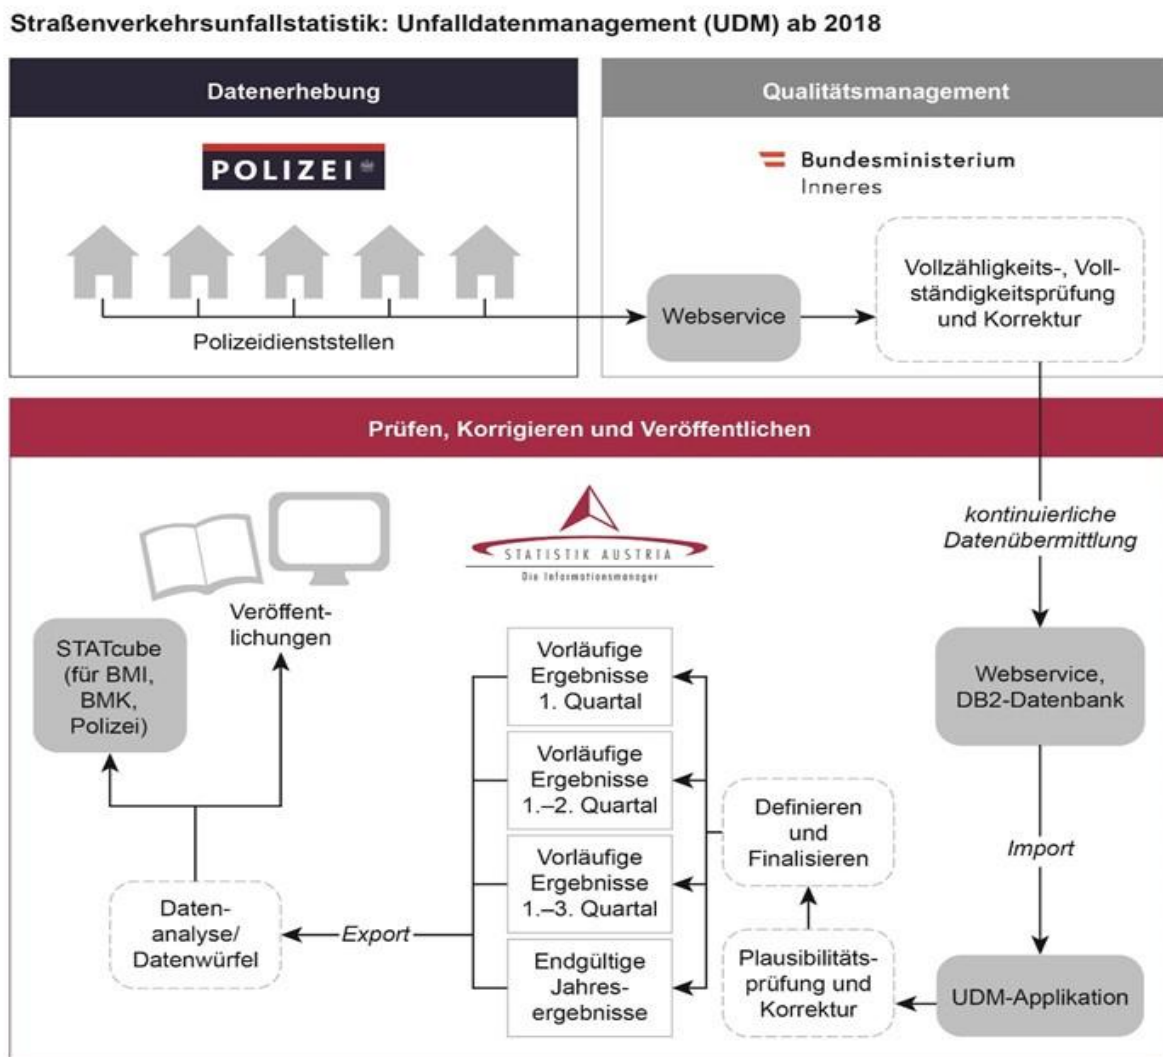 Straßenverkehrsunfallstatistik: Unfalldatenmanagement (UDM) ab 2018
Datenerhebung
POLIZEI
Polizeidienststellen
Qualitätsmanagement
Bundesministerium
Inneres
Webservice
Vollzähligkeits-, Voll-
ständigkeitsprüfung
und Korrektur
Prüfen, Korrigieren und Veröffentlichen
kontinuierliche
Datenübermittlung
Webservice,
DB2-Datenbank
Import
UDM-Applikation
Plausibilitäts-
prüfung und
Korrektur
Definieren
und
Finalisieren
STATISTIK AUSTRIA
Die Informationsmanager
Vorläufige
Ergebnisse
1. Quartal
Vorläufige
Ergebnisse
1.–2. Quartal
Vorläufige
Ergebnisse
1.–3. Quartal
Endgültige
Jahres-
ergebnisse
Export
Daten-
analyse/
Datenwürfel
STATcube
(für BMI,
BMK,
Polizei)
Veröffent-
lichungen